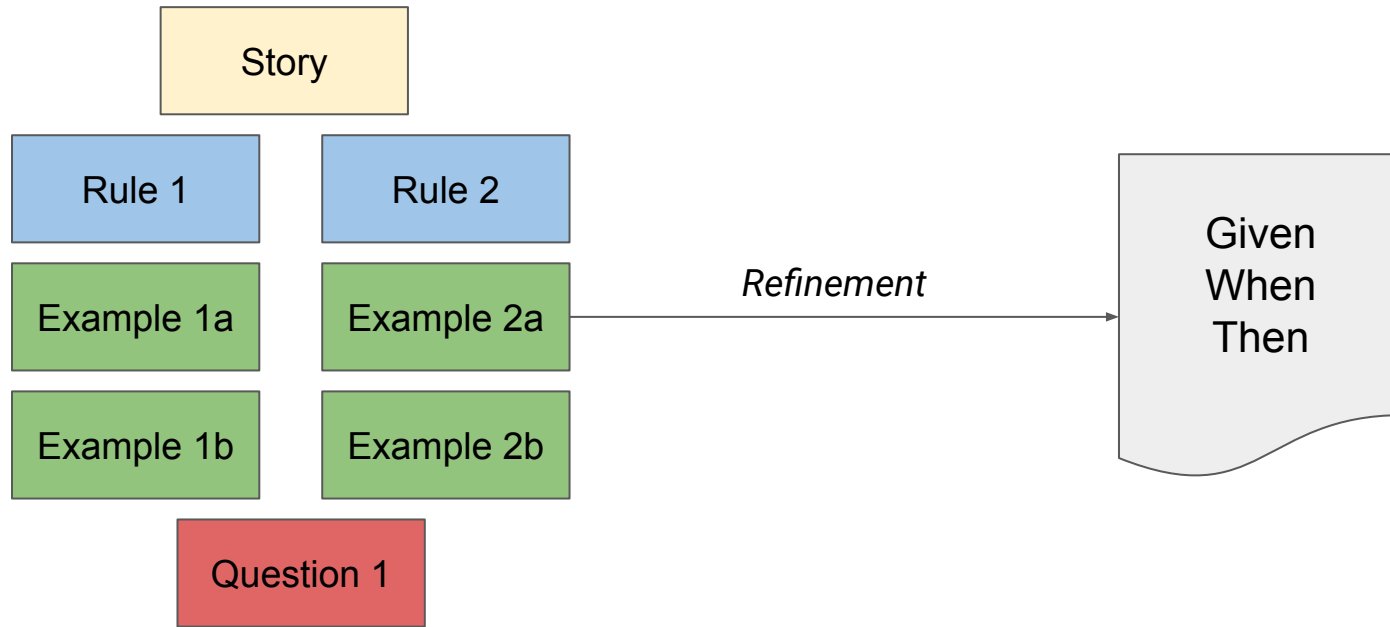 Story
Rule 1
Rule 2
Example 1a
Example 2a
Example 1b
Example 2b
Question 1
Refinement
Given
When
Then